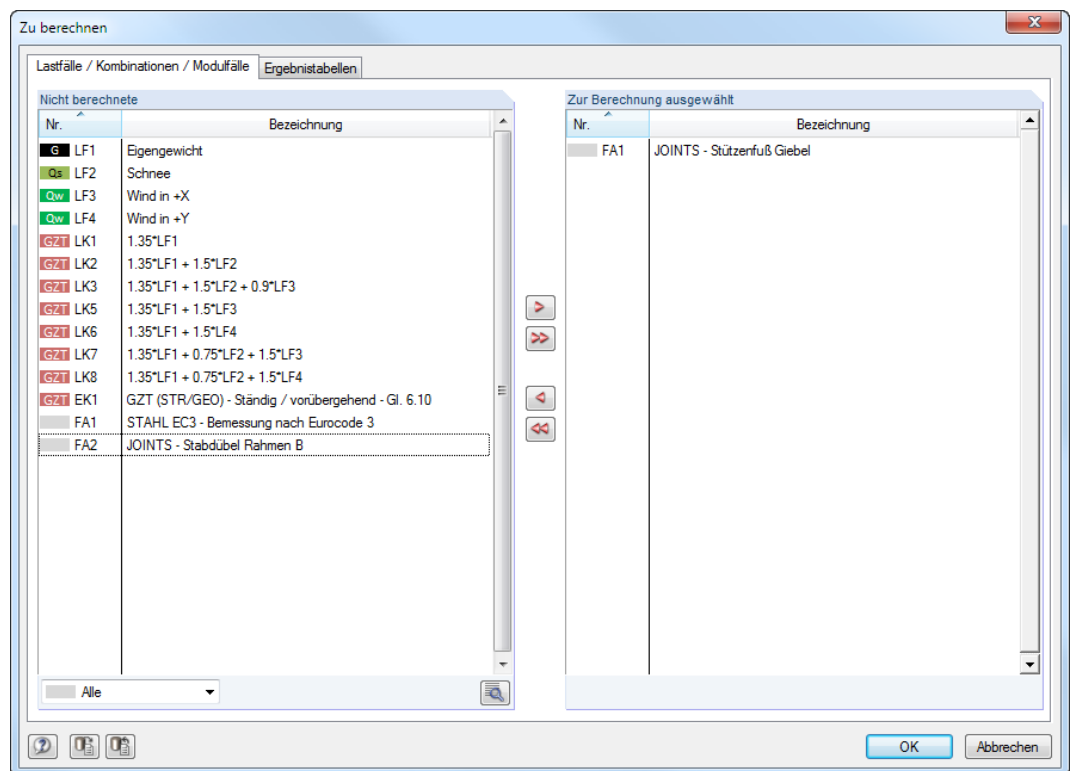 Zu berechnen
Lastfälle / Kombinationen / Modulfälle Ergebnistabellen
Nicht berechnete
Nr. Bezeichnung
G LF1 Eigengewicht
Qs LF2 Schnee
Qw LF3 Wind in +X
Qw LF4 Wind in +Y
GZT LK1 1.35*LF1
GZT LK2 1.35*LF1 + 1.5*LF2
GZT LK3 1.35*LF1 + 1.5*LF2 + 0.9*LF3
GZT LK5 1.35*LF1 + 1.5*LF3
GZT LK6 1.35*LF1 + 1.5*LF4
GZT LK7 1.35*LF1 + 0.75*LF2 + 1.5*LF3
GZT LK8 1.35*LF1 + 0.75*LF2 + 1.5*LF4
GZT EK1 GZT (STR/GEO) - Ständig / vorübergehend - Gl. 6.10
FA1 STAHL EC3 - Bemessung nach Eurocode 3
FA2 JOINTS - Stabdübel Rahmen B
Alle
Zur Berechnung ausgewählt
Nr. Bezeichnung
FA1 JOINTS - Stützenfuß Giebel
OK Abbrechen